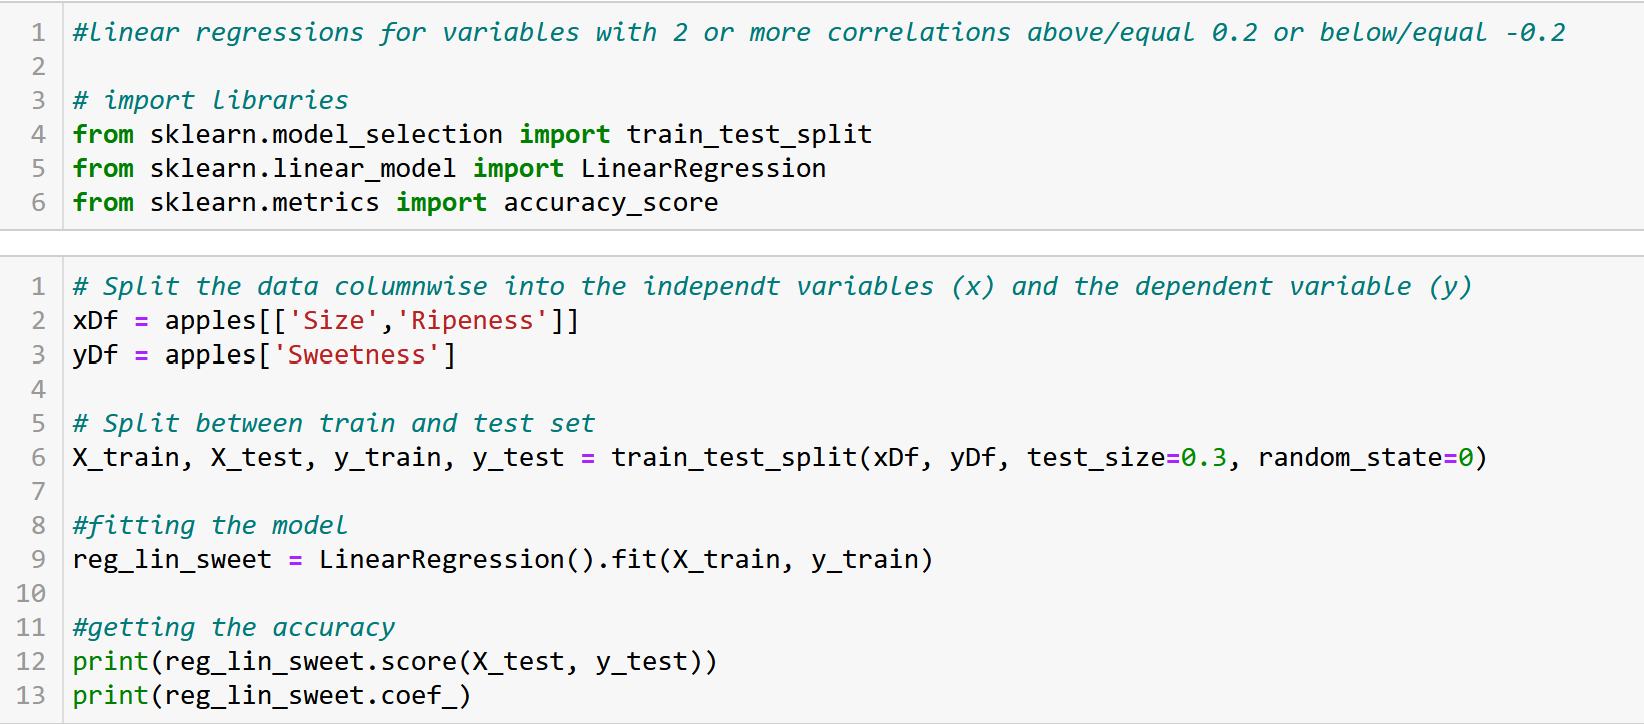 1 #linear regressions for variables with 2 or more correlations above/equal 0.2 or below/equal -0.2
2
3 # import libraries
4 from sklearn.model_selection import train_test_split
5 from sklearn.linear_model import LinearRegression
6 from sklearn.metrics import accuracy_score
1 # Split the data columnwise into the independt variables (x) and the dependent variable (y)
2 xDf = apples[['Size','Ripeness']]
3 yDf = apples['Sweetness']
4
5 # Split between train and test set
6 X_train, X_test, y_train, y_test = train_test_split(xDf, yDf, test_size=0.3, random_state=0)
7
8 #fitting the model
9 reg_lin_sweet = LinearRegression().fit(X_train, y_train)
10
11 #getting the accuracy
12 print(reg_lin_sweet.score(X_test, y_test))
13 print(reg_lin_sweet.coef_)